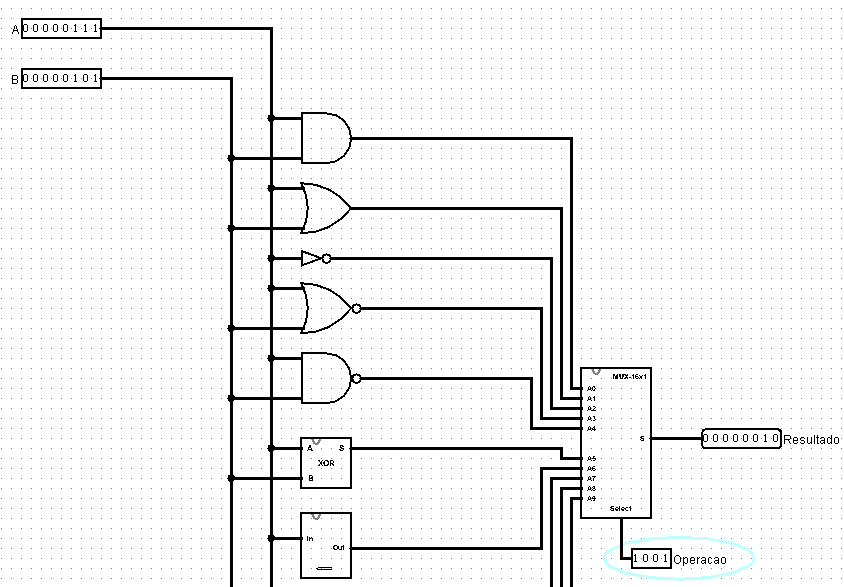 A 00000111
B 00000101
MUX-16x1
A0
A1
A2
A3
A4
S 00000010 Resultado
A S
XOR
B
A5
A6
A7
A8
A9
Select
In
Out
1001 Operacao